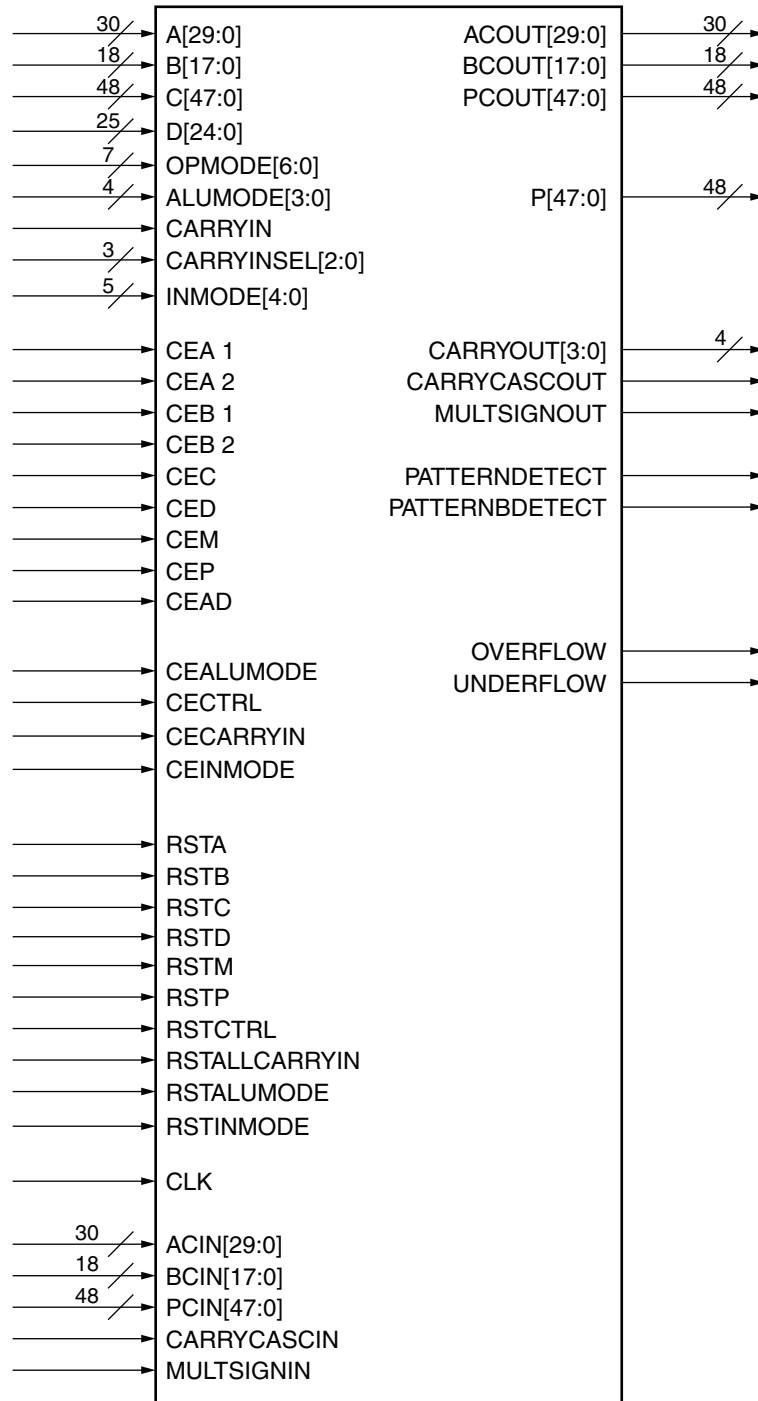 30 A[29:0] ACOUT[29:0] 30
18 B[17:0] BCOUT[17:0] 18
48 C[47:0] PCOUT[47:0] 48
25 D[24:0]
7 OPMODE[6:0]
4 ALUMODE[3:0] P[47:0] 48
CARRYIN
3 CARRYINSEL[2:0]
5 INMODE[4:0]
CEA 1 CARRYOUT[3:0] 4
CEA 2 CARRYCASCOUT
CEB 1 MULTSIGNOUT
CEB 2
CEC PATTERNDETECT
CED PATTERNBDETECT
CEM
CEP
CEAD
OVERFLOW
CEALUMODE UNDERFLOW
CECTRL
CECARRYIN
CEINMODE
RSTA
RSTB
RSTC
RSTD
RSTM
RSTP
RSTCTRL
RSTALLCARRYIN
RSTALUMODE
RSTINMODE
CLK
30 ACIN[29:0]
18 BCIN[17:0]
48 PCIN[47:0]
CARRYCASCIN
MULTSIGNIN